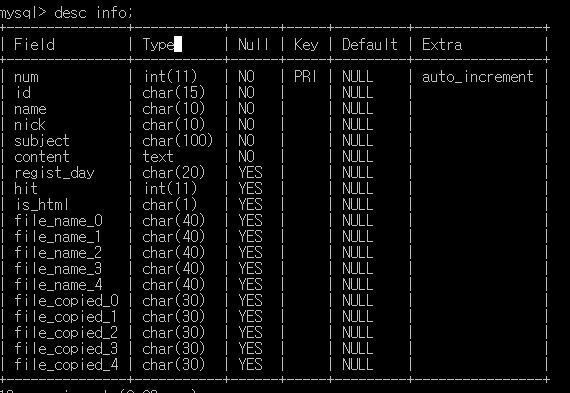 mysql> desc info;
| Field | Type | Null | Key | Default | Extra |
| num | int(11) | NO | PRI | NULL | auto_increment |
| id | char(15) | NO | | NULL | |
| name | char(10) | NO | | NULL | |
| nick | char(10) | NO | | NULL | |
| subject | char(100) | NO | | NULL | |
| content | text | NO | | NULL | |
| regist_day | char(20) | YES | | NULL | |
| hit | int(11) | YES | | NULL | |
| is_html | char(1) | YES | | NULL | |
| file_name_0 | char(40) | YES | | NULL | |
| file_name_1 | char(40) | YES | | NULL | |
| file_name_2 | char(40) | YES | | NULL | |
| file_name_3 | char(40) | YES | | NULL | |
| file_name_4 | char(40) | YES | | NULL | |
| file_copied_0 | char(30) | YES | | NULL | |
| file_copied_1 | char(30) | YES | | NULL | |
| file_copied_2 | char(30) | YES | | NULL | |
| file_copied_3 | char(30) | YES | | NULL | |
| file_copied_4 | char(30) | YES | | NULL | |